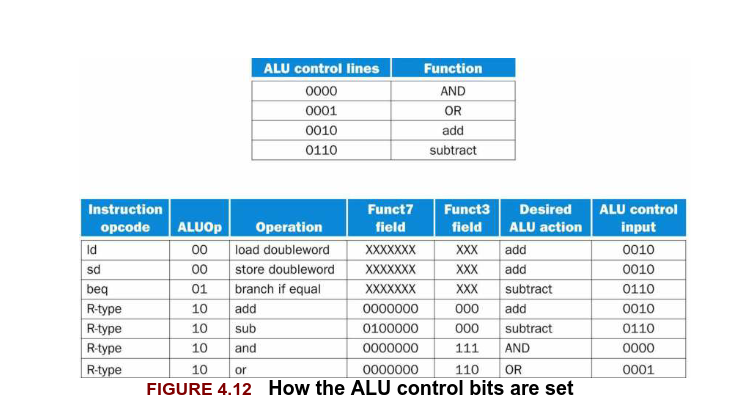 ALU control lines Function
0000 AND
0001 OR
0010 add
0110 subtract
Instruction opcode ALUOp Operation Funct7 field Funct3 field Desired ALU action ALU control input
ld 00 load doubleword XXXXXXX XXX add 0010
sd 00 store doubleword XXXXXXX XXX add 0010
beq 01 branch if equal XXXXXXX XXX subtract 0110
R-type 10 add 0000000 000 add 0010
R-type 10 sub 0100000 000 subtract 0110
R-type 10 and 0000000 111 AND 0000
R-type 10 or 0000000 110 OR 0001
FIGURE 4.12 How the ALU control bits are set